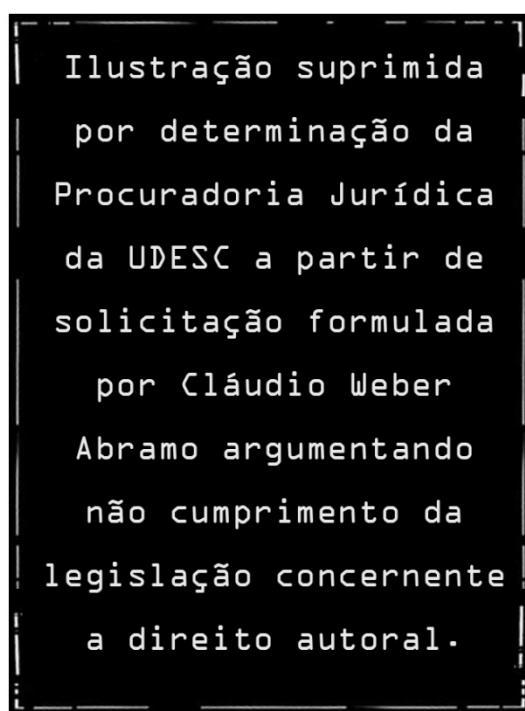 Ilustração suprimida
por determinação da
Procuradoria Jurídica
da UDESC a partir de
solicitação formulada
por Cláudio Weber
Abramo argumentando
não cumprimento da
legislação concernente
a direito autoral.